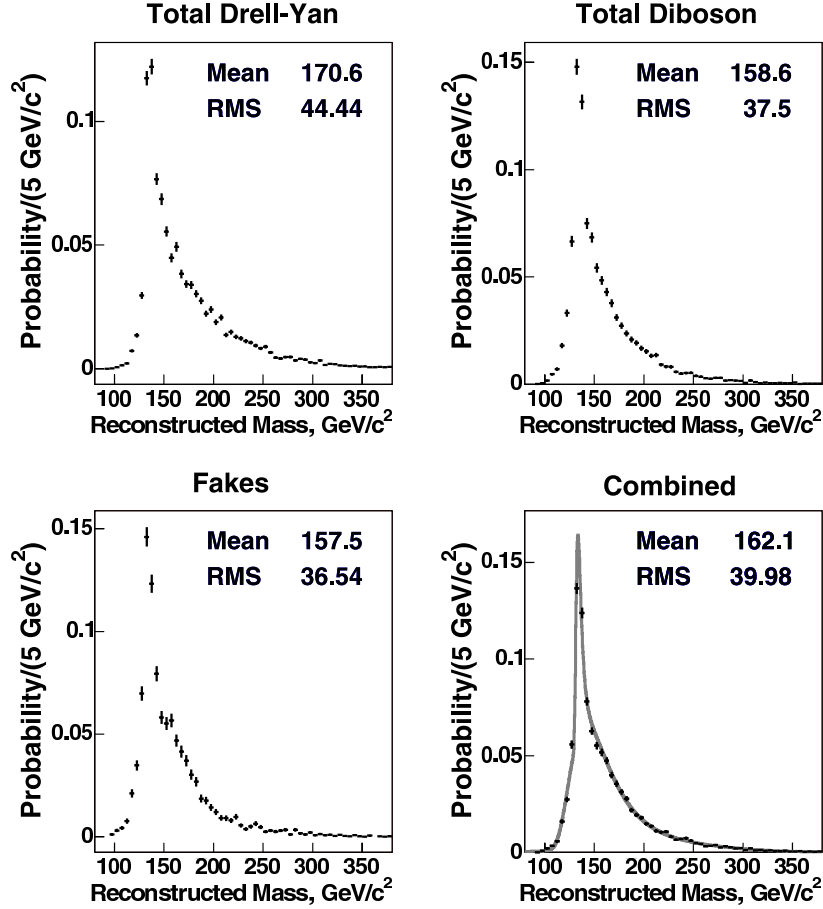 Total Drell-Yan
Mean 170.6
RMS 44.44
0.1
0.05
0
Probability/(5 GeV/c²)
100 150 200 250 300 350
Reconstructed Mass, GeV/c²
Total Diboson
Mean 158.6
RMS 37.5
0.15
0.1
0.05
0
Probability/(5 GeV/c²)
100 150 200 250 300 350
Reconstructed Mass, GeV/c²
Fakes
Mean 157.5
RMS 36.54
0.15
0.1
0.05
0
Probability/(5 GeV/c²)
100 150 200 250 300 350
Reconstructed Mass, GeV/c²
Combined
Mean 162.1
RMS 39.98
0.15
0.1
0.05
0
Probability/(5 GeV/c²)
100 150 200 250 300 350
Reconstructed Mass, GeV/c²